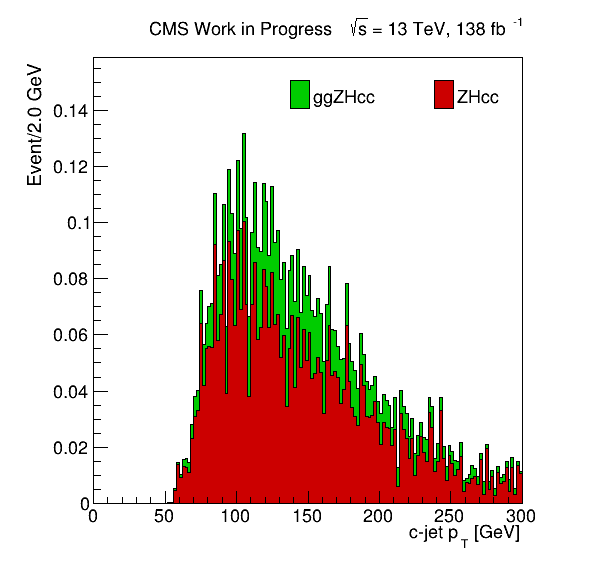 CMS Work in Progress √s = 13 TeV, 138 fb -1
Event/2.0 GeV
ggZHcc ZHcc
0.14
0.12
0.1
0.08
0.06
0.04
0.02
0
0 50 100 150 200 250 300
c-jet p_T [GeV]